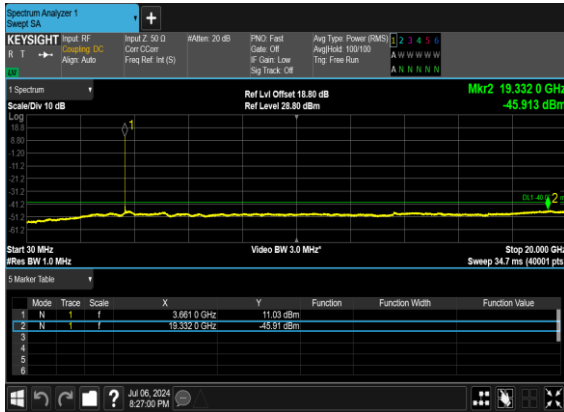 Spectrum Analyzer 1
Swept SA
+
KEYSIGHT Input: RF Input Z: 50 Ω #Atten: 20 dB PNO: Fast Avg Type: Power (RMS) 1 2 3 4 5 6
R T Coupling: DC Corr CCorr Gate: Off Avg|Hold: 100/100 A W W W W W
Align: Auto Freq Ref: Int (S) IF Gain: Low Trig: Free Run
LXI Sig Track: Off A N N N N N
1 Spectrum Ref Lvl Offset 18.80 dB Mkr2 19.332 0 GHz
Scale/Div 10 dB Ref Level 28.80 dBm -45.913 dBm
Log
18.8
8.80
-1.20
-11.2
-21.2
-31.2
-41.2
-51.2
-61.2
1
2
Start 30 MHz Video BW 3.0 MHz* Stop 20.000 GHz
#Res BW 1.0 MHz Sweep 34.7 ms (40001 pts
5 Marker Table
Mode Trace Scale X Y Function Function Width Function Value
1 N 1 f 3.661 0 GHz 11.03 dBm
2 N 1 f 19.332 0 GHz -45.91 dBm
3
4
5
6
? Jul 06, 2024
8:27:00 PM